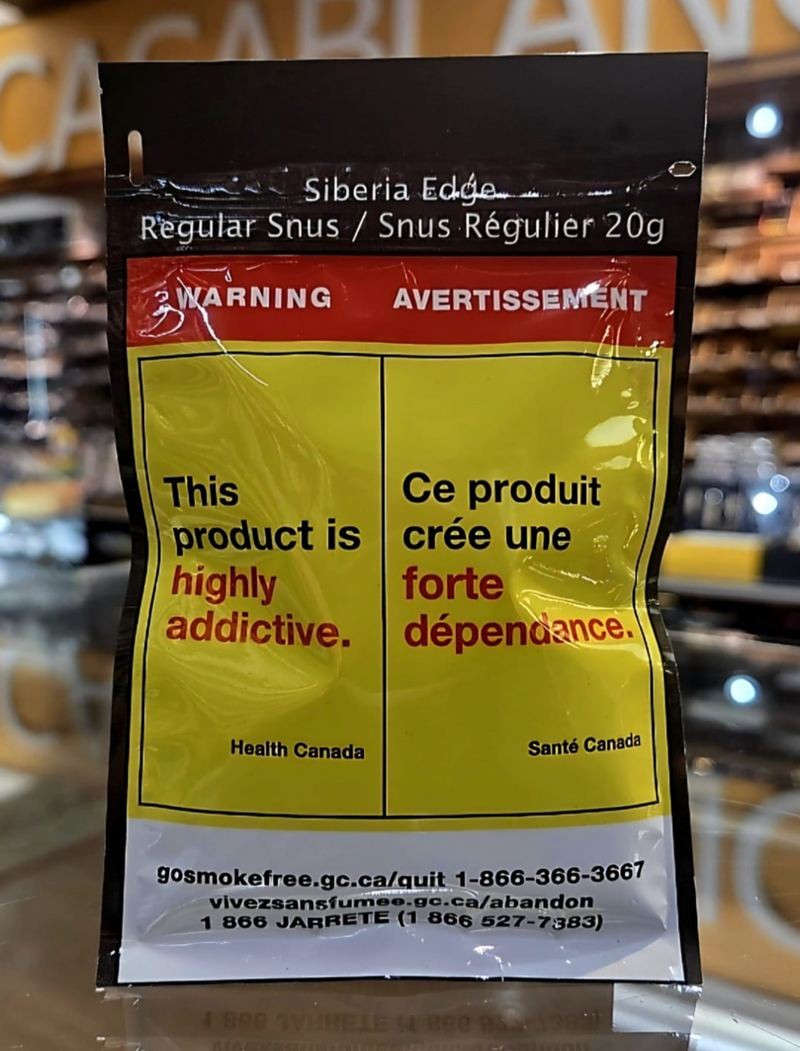 CASABLAN
Siberia Edge
Regular Snus / Snus Régulier 20g
WARNING AVERTISSEMENT
This
product is
highly
addictive.
Health Canada
Ce produit
crée une
forte
dépendance.
Santé Canada
gosmokefree.gc.ca/quit 1-866-366-3667
vivezsansfumee.gc.ca/abandon
1 866 JARRETE (1 866 527-7383)